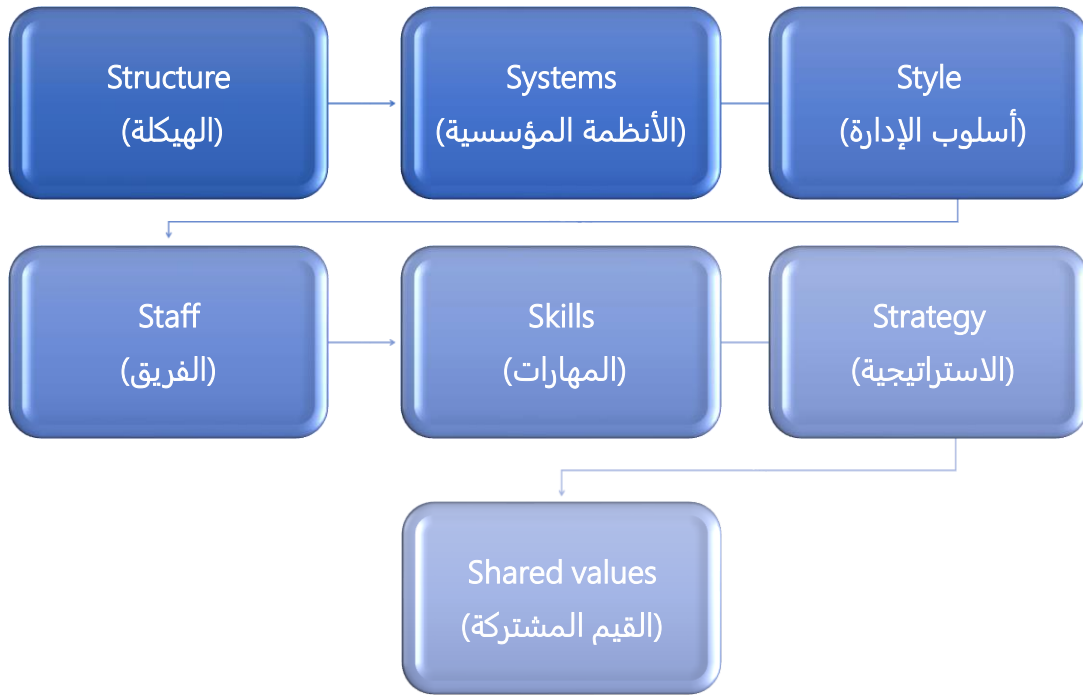 Structure
(الهيكلة)
Systems
(الأنظمة المؤسسية)
Style
(أسلوب الإدارة)
Staff
(الفريق)
Skills
(المهارات)
Strategy
(الاستراتيجية)
Shared values
(القيم المشتركة)